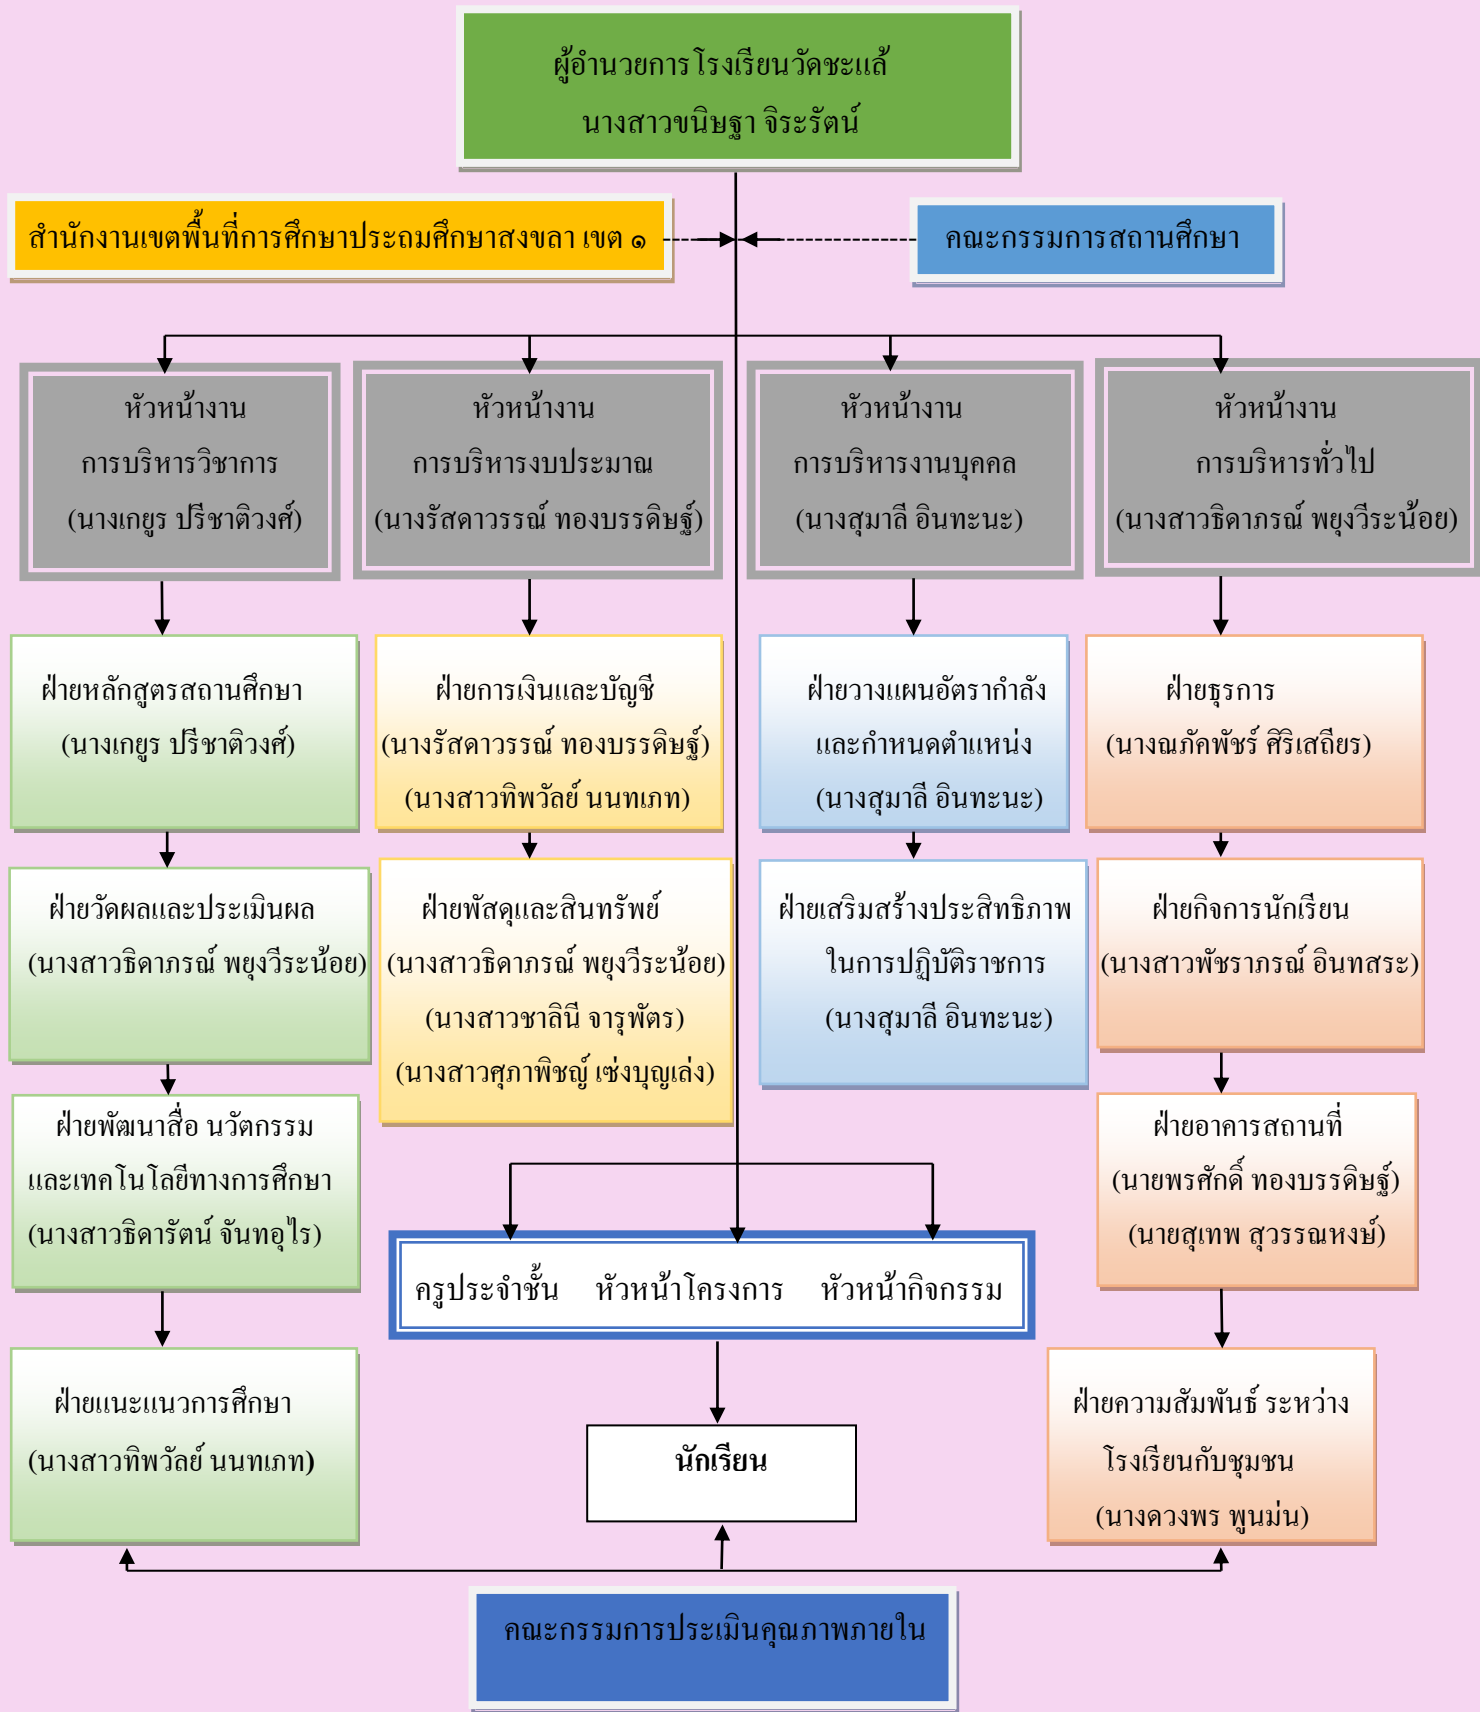 ผู้อำนวยการโรงเรียนวัดชะแล้
นางสาวขนิษฐา จิระรัตน์
สำนักงานเขตพื้นที่การศึกษาประถมศึกษาสงขลา เขต ๑
คณะกรรมการสถานศึกษา
หัวหน้างาน
การบริหารวิชาการ
(นางเกยูร ปรีชาติวงศ์)
หัวหน้างาน
การบริหารงบประมาณ
(นางรัสดาวรรณ์ ทองบรรดิษฐ์)
หัวหน้างาน
การบริหารงานบุคคล
(นางสุมาลี อินทะนะ)
หัวหน้างาน
การบริหารทั่วไป
(นางสาวธิดาภรณ์ พยุงวีระน้อย)
ฝ่ายหลักสูตรสถานศึกษา
(นางเกยูร ปรีชาติวงศ์)
ฝ่ายการเงินและบัญชี
(นางรัสดาวรรณ์ ทองบรรดิษฐ์)
(นางสาวทิพวัลย์ นนทเภท)
ฝ่ายวางแผนอัตรากำลัง
และกำหนดตำแหน่ง
(นางสุมาลี อินทะนะ)
ฝ่ายธุรการ
(นางณภัคพัชร์ ศิริเสถียร)
ฝ่ายวัดผลและประเมินผล
(นางสาวธิดาภรณ์ พยุงวีระน้อย)
ฝ่ายพัสดุและสินทรัพย์
(นางสาวธิดาภรณ์ พยุงวีระน้อย)
(นางสาวชาลินี จารุพัตร)
(นางสาวศุภาพิชญ์ เซ่งบุญเล่ง)
ฝ่ายเสริมสร้างประสิทธิภาพ
ในการปฏิบัติราชการ
(นางสุมาลี อินทะนะ)
ฝ่ายกิจการนักเรียน
(นางสาวพัชราภรณ์ อินทสระ)
ฝ่ายพัฒนาสื่อ นวัตกรรม
และเทคโนโลยีทางการศึกษา
(นางสาวธิดารัตน์ จันทอุไร)
ฝ่ายอาคารสถานที่
(นายพรศักดิ์ ทองบรรดิษฐ์)
(นายสุเทพ สุวรรณหงษ์)
ครูประจำชั้น หัวหน้าโครงการ หัวหน้ากิจกรรม
ฝ่ายแนะแนวการศึกษา
(นางสาวทิพวัลย์ นนทเภท)
นักเรียน
ฝ่ายความสัมพันธ์ ระหว่าง
โรงเรียนกับชุมชน
(นางดวงพร พูนม่น)
คณะกรรมการประเมินคุณภาพภายใน